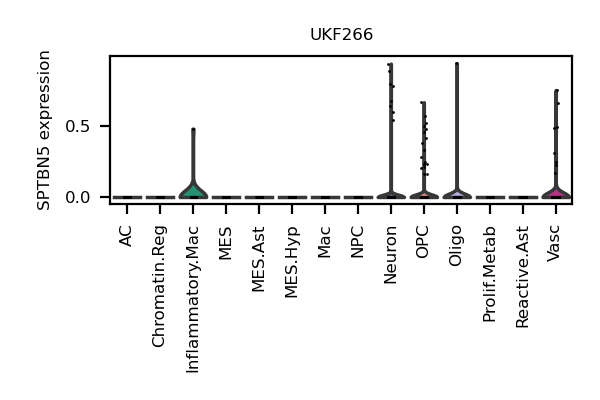 UKF266
SPTBN5 expression
0.5
0.0
AC
Chromatin.Reg
Inflammatory.Mac
MES
MES.Ast
MES.Hyp
Mac
NPC
Neuron
OPC
Oligo
Prolif.Metab
Reactive.Ast
Vasc